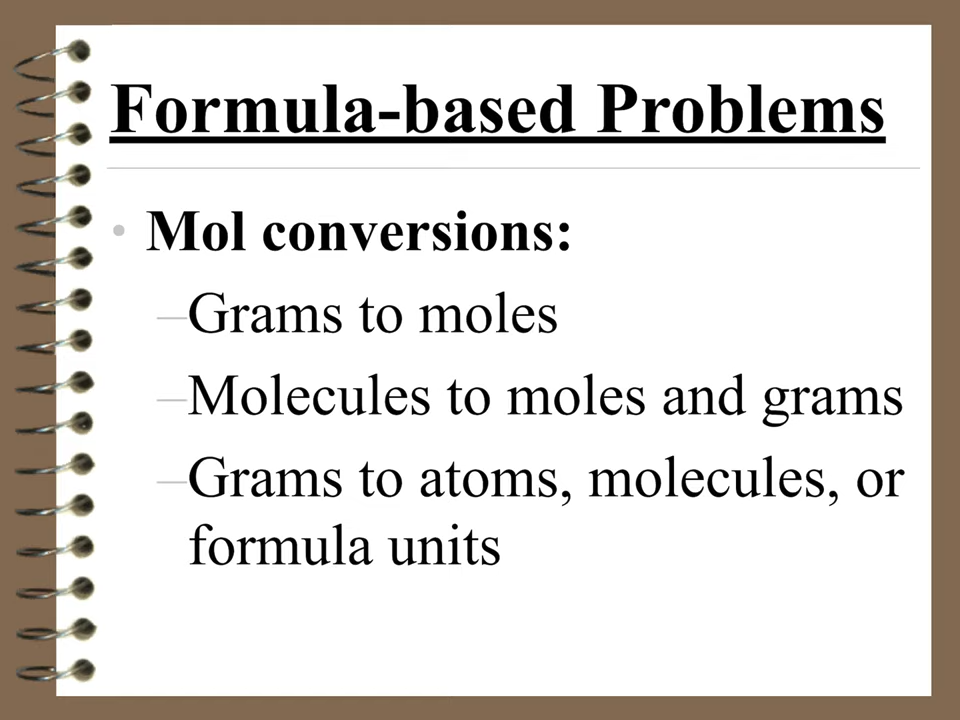 Formula-based Problems
• Mol conversions:
–Grams to moles
–Molecules to moles and grams
–Grams to atoms, molecules, or
formula units